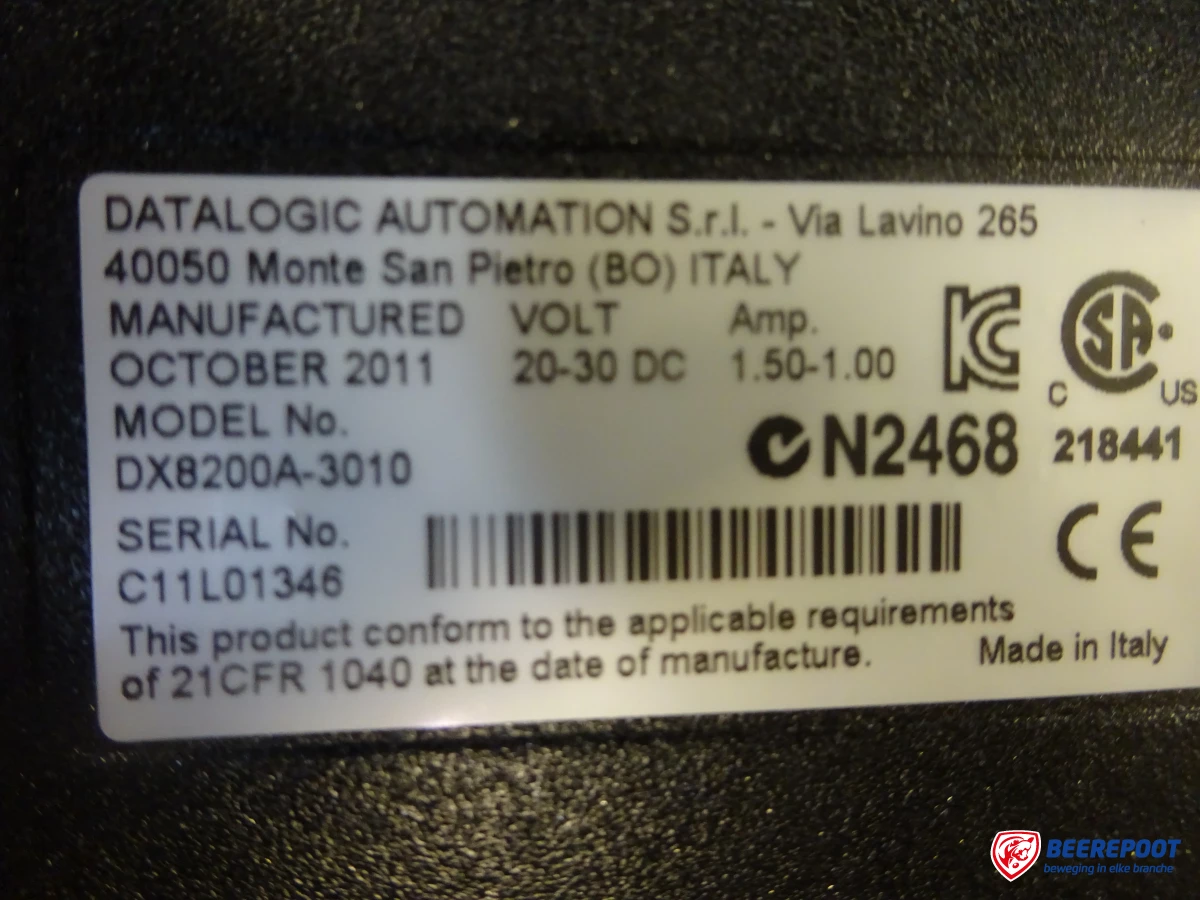 DATALOGIC AUTOMATION S.r.l. - Via Lavino 265
40050 Monte San Pietro (BO) ITALY
MANUFACTURED VOLT Amp.
OCTOBER 2011 20-30 DC 1.50-1.00
KC
SA
C US
MODEL No.
N2468 218441
DX8200A-3010
SERIAL No.
CE
C11L01346
This product conform to the applicable requirements
of 21CFR 1040 at the date of manufacture.
Made in Italy
BEEREPOOT
beweging in elke branche